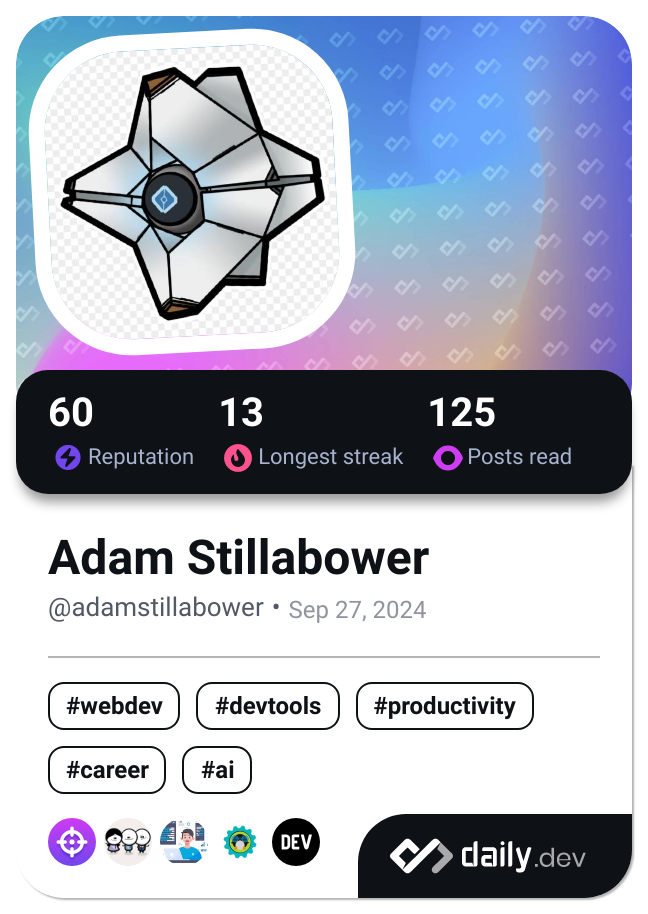 60 13 125
Reputation Longest streak Posts read
Adam Stillabower
@adamstillabower • Sep 27, 2024
#webdev #devtools #productivity
#career #ai
DEV
daily.dev